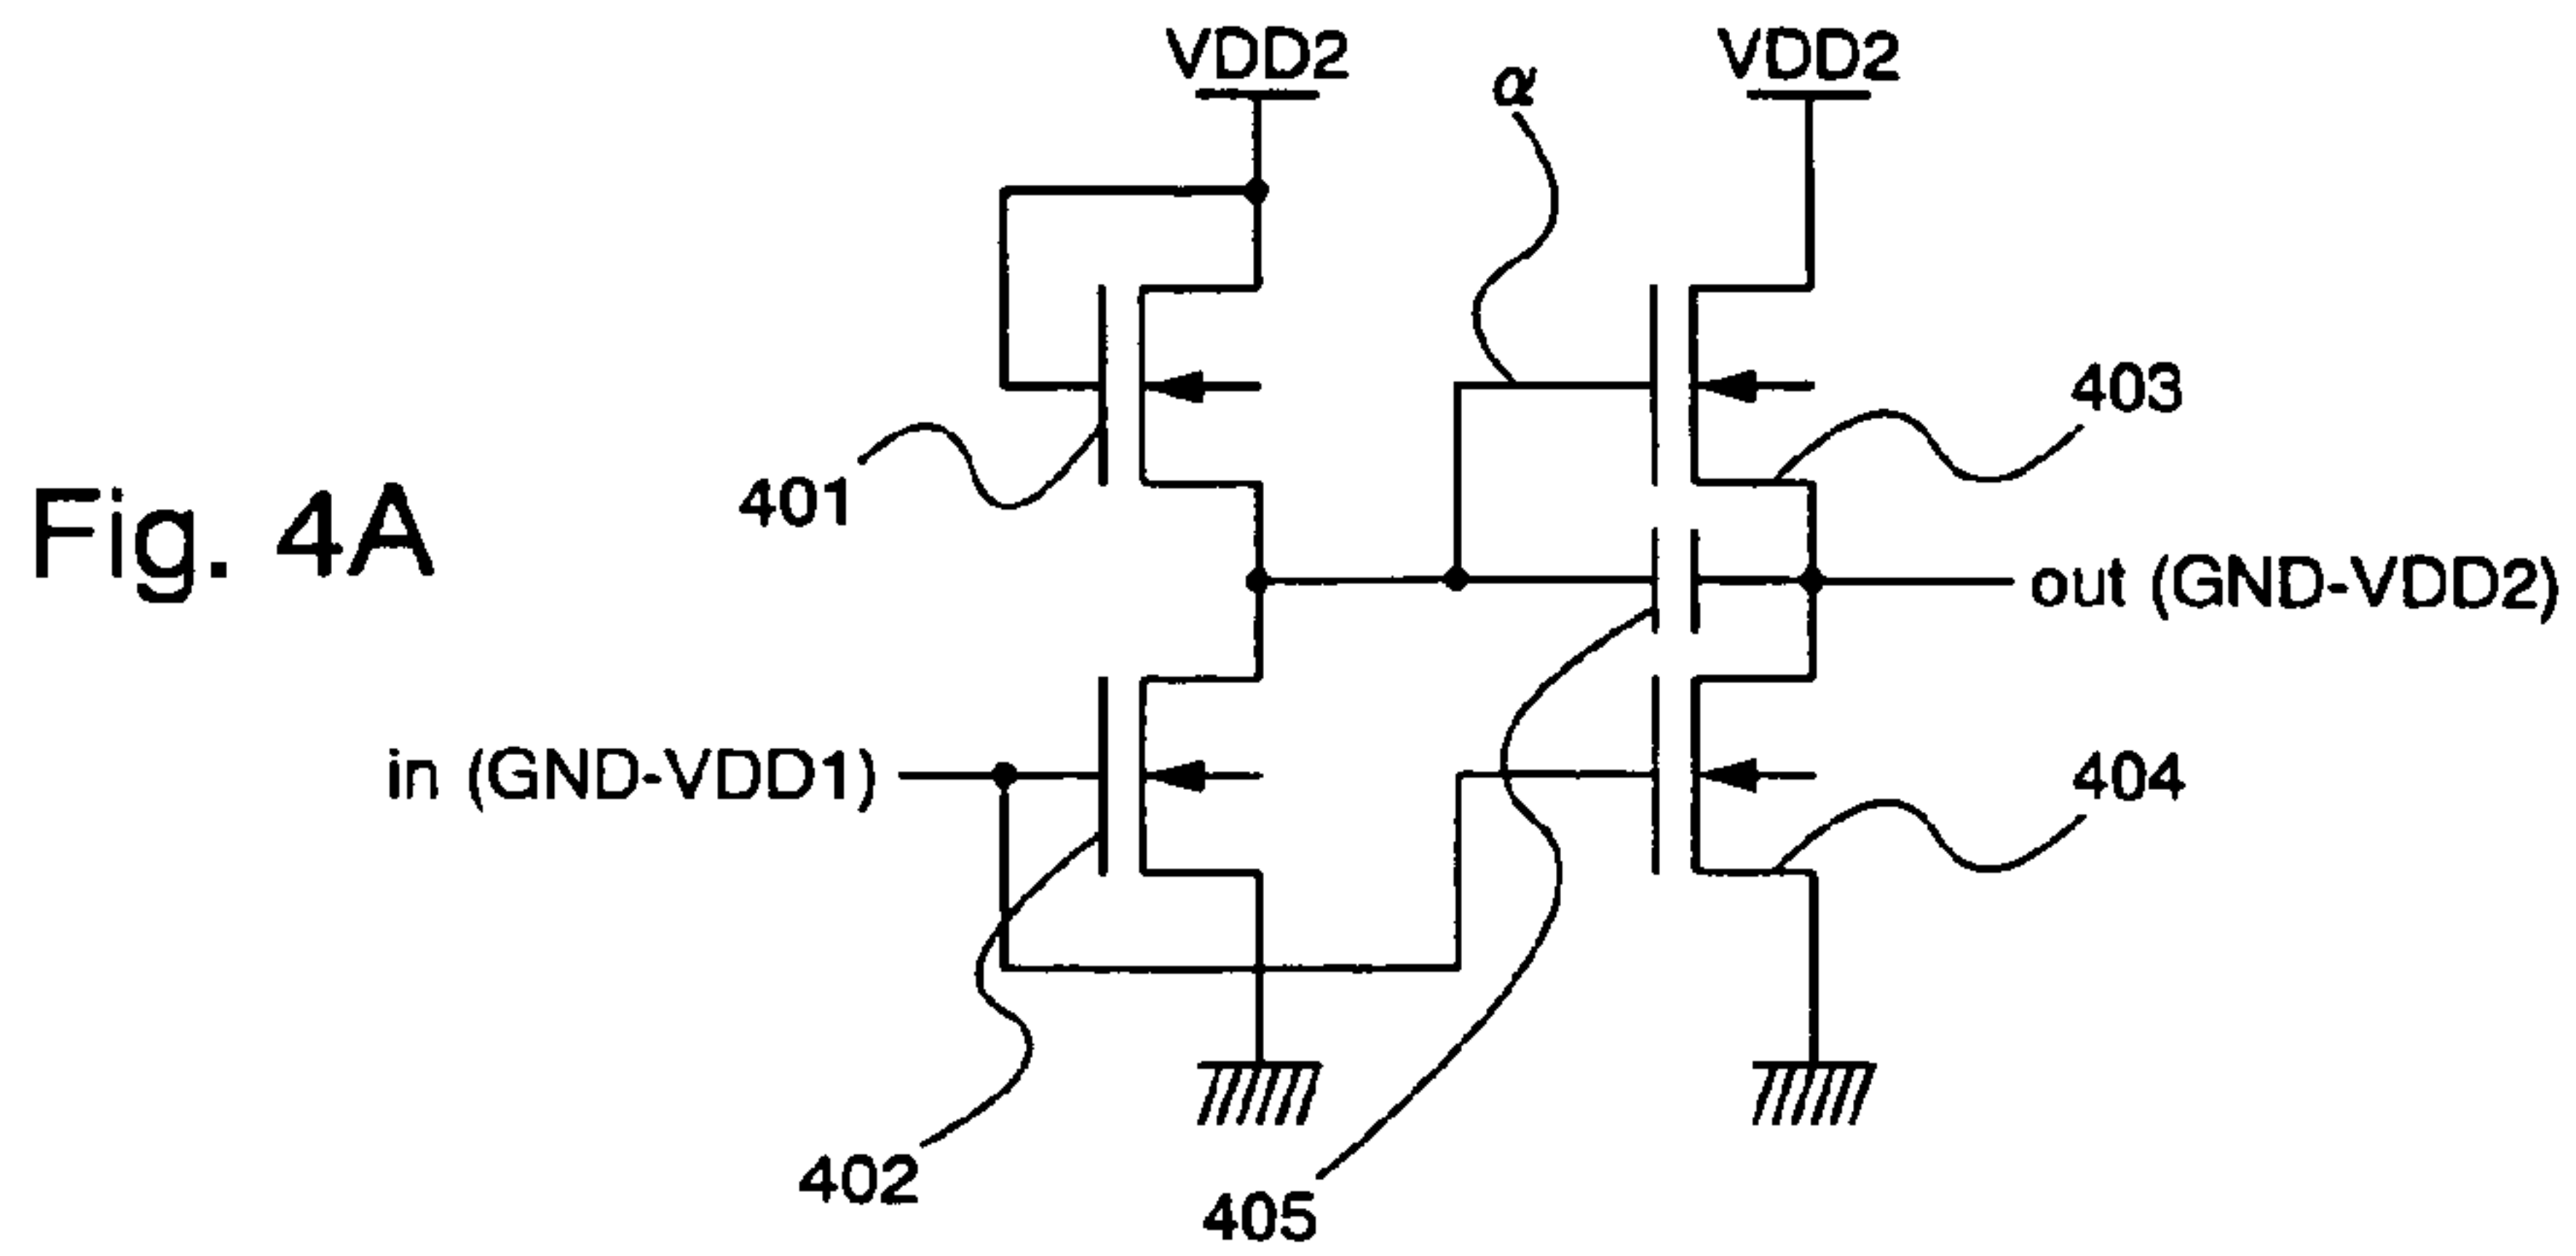 VDD2
VDD2
α
403
401
Fig. 4A
out (GND-VDD2)
in (GND-VDD1)
404
402
405